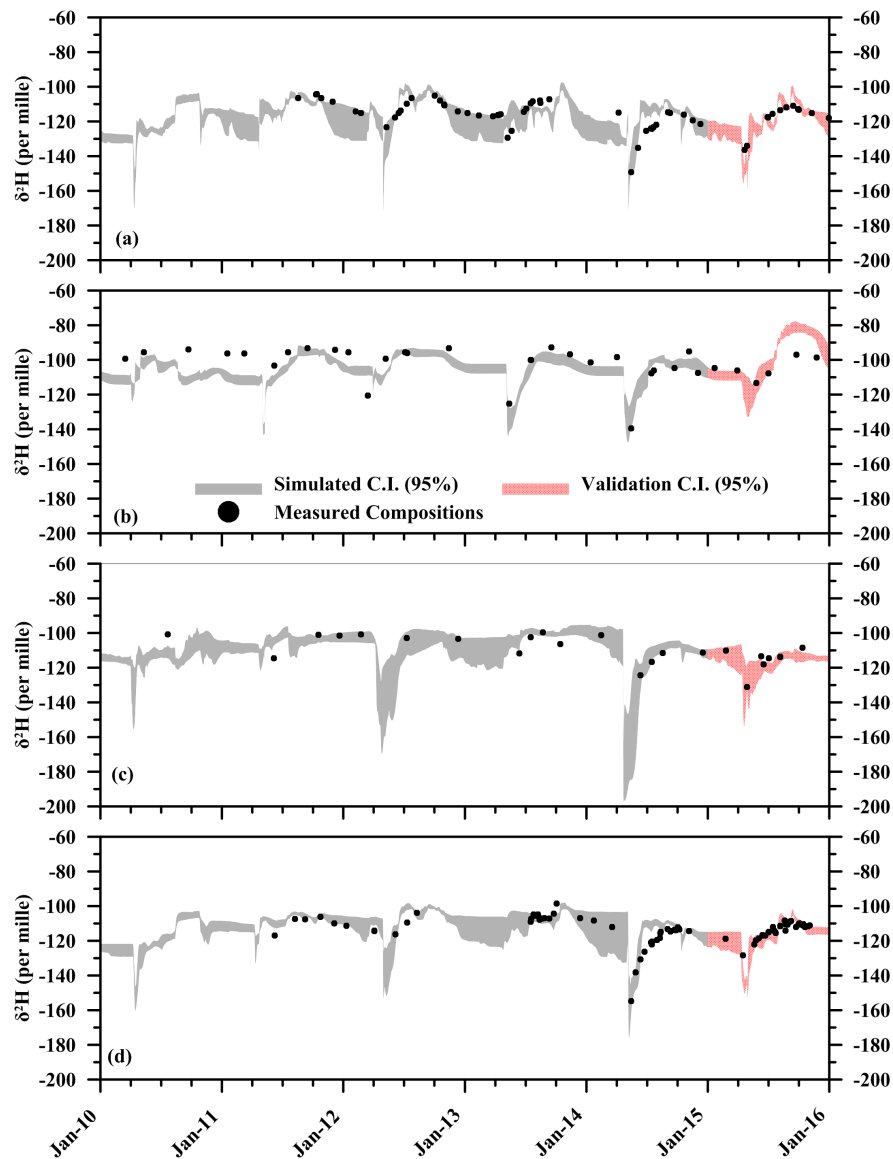 -60 -60
-80 -80
-100 -100
-120 -120
-140 -140
-160 -160
-180 -180
-200 -200
δ²H (per mille)
(a)
-60 -60
-80 -80
-100 -100
-120 -120
-140 -140
-160 -160
-180 -180
-200 -200
δ²H (per mille)
Simulated C.I. (95%) Validation C.I. (95%)
Measured Compositions
(b)
-60 -60
-80 -80
-100 -100
-120 -120
-140 -140
-160 -160
-180 -180
-200 -200
δ²H (per mille)
(c)
-60 -60
-80 -80
-100 -100
-120 -120
-140 -140
-160 -160
-180 -180
-200 -200
δ²H (per mille)
(d)
Jan-10 Jan-11 Jan-12 Jan-13 Jan-14 Jan-15 Jan-16